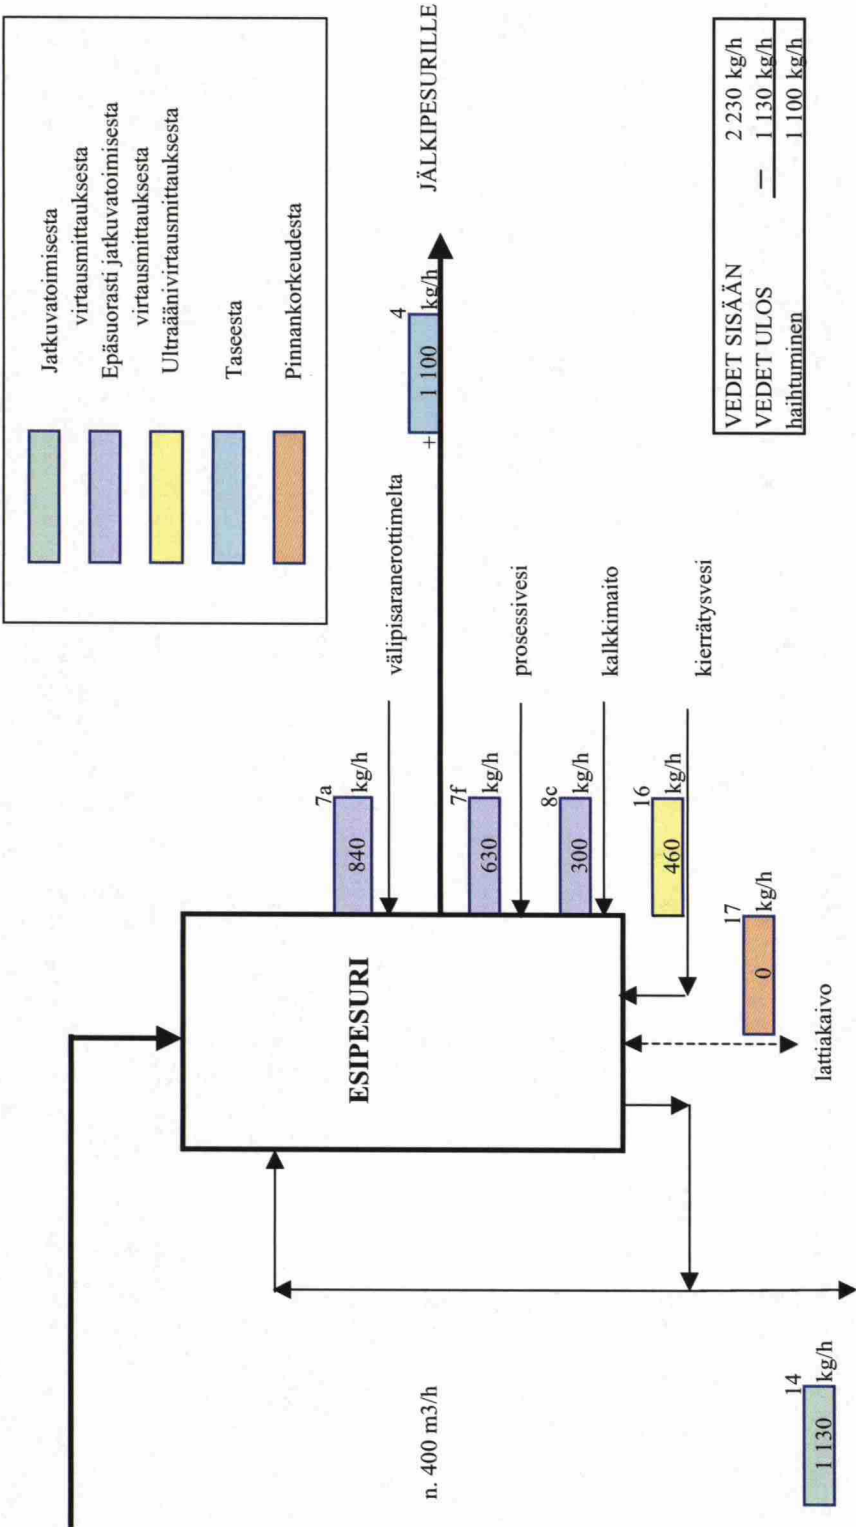 Jatkuvatoimisesta
virtausmittauksesta
Epäsuorasti jatkuvatoimisesta
virtausmittauksesta
Ultraäänivirtausmittauksesta
Taseesta
Pinnankorkeudesta
4
+ 1 100 kg/h
JÄLKIPESURILLE
7a
840 kg/h
välipisaranerottimelta
ESIPESURI
7f
630 kg/h
prosessivesi
8c
300 kg/h
kalkkimaito
16
460 kg/h
kierrätysvesi
17
0 kg/h
lattiakaivo
n. 400 m3/h
14
1 130 kg/h
VEDET SISÄÄN 2 230 kg/h
VEDET ULOS — 1 130 kg/h
haihtuminen 1 100 kg/h